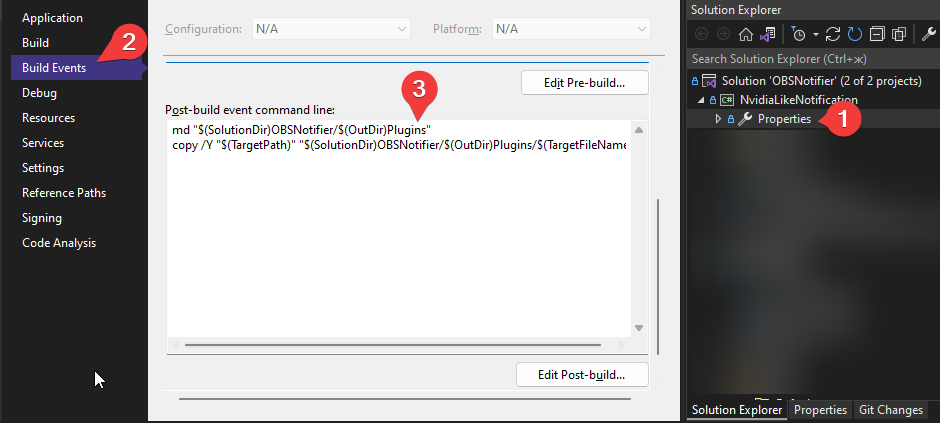 Application
Build
Build Events
Debug
Resources
Services
Settings
Reference Paths
Signing
Code Analysis
2
Configuration: N/A
Platform: N/A
Edit Pre-build...
3
Post-build event command line:
md "$(SolutionDir)OBSNotifier/$(OutDir)Plugins"
copy /Y "$(TargetPath)" "$(SolutionDir)OBSNotifier/$(OutDir)Plugins/$(TargetFileName
Edit Post-build...
Solution Explorer
Search Solution Explorer (Ctrl+ж)
Solution 'OBSNotifier' (2 of 2 projects)
C# NvidiaLikeNotification
Properties
1
Solution Explorer Properties Git Changes